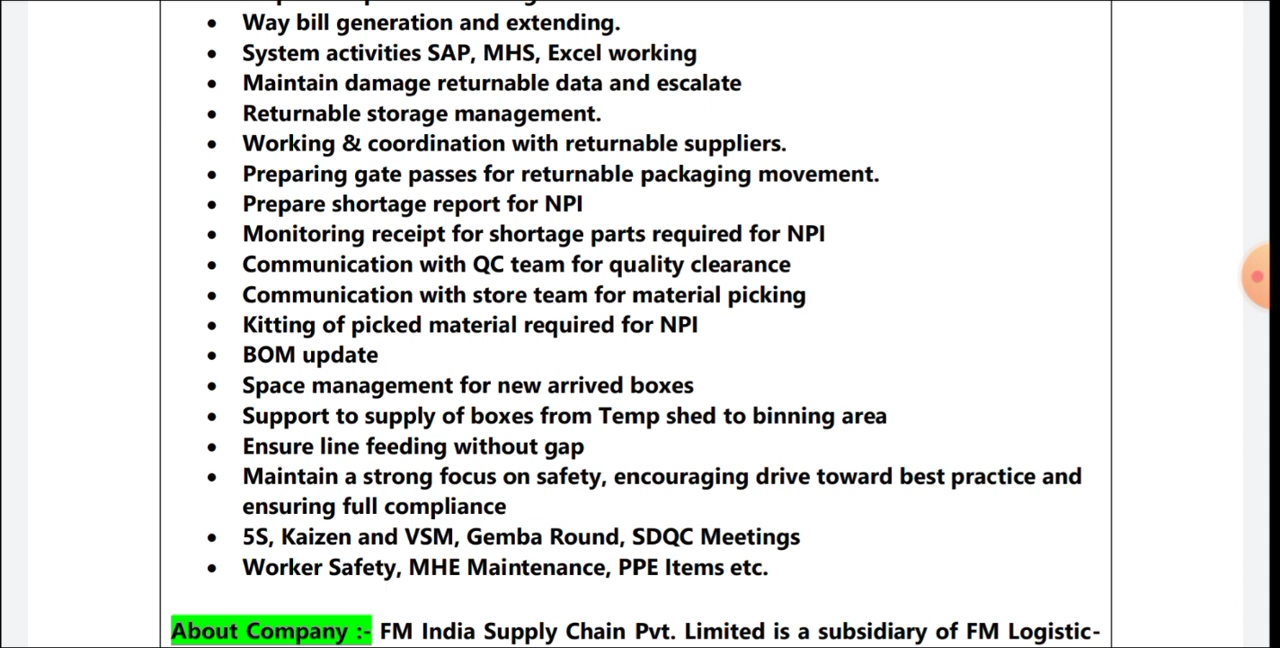 • Way bill generation and extending.
• System activities SAP, MHS, Excel working
• Maintain damage returnable data and escalate
• Returnable storage management.
• Working & coordination with returnable suppliers.
• Preparing gate passes for returnable packaging movement.
• Prepare shortage report for NPI
• Monitoring receipt for shortage parts required for NPI
• Communication with QC team for quality clearance
• Communication with store team for material picking
• Kitting of picked material required for NPI
• BOM update
• Space management for new arrived boxes
• Support to supply of boxes from Temp shed to binning area
• Ensure line feeding without gap
• Maintain a strong focus on safety, encouraging drive toward best practice and
ensuring full compliance
• 5S, Kaizen and VSM, Gemba Round, SDQC Meetings
• Worker Safety, MHE Maintenance, PPE Items etc.
About Company :- FM India Supply Chain Pvt. Limited is a subsidiary of FM Logistic-